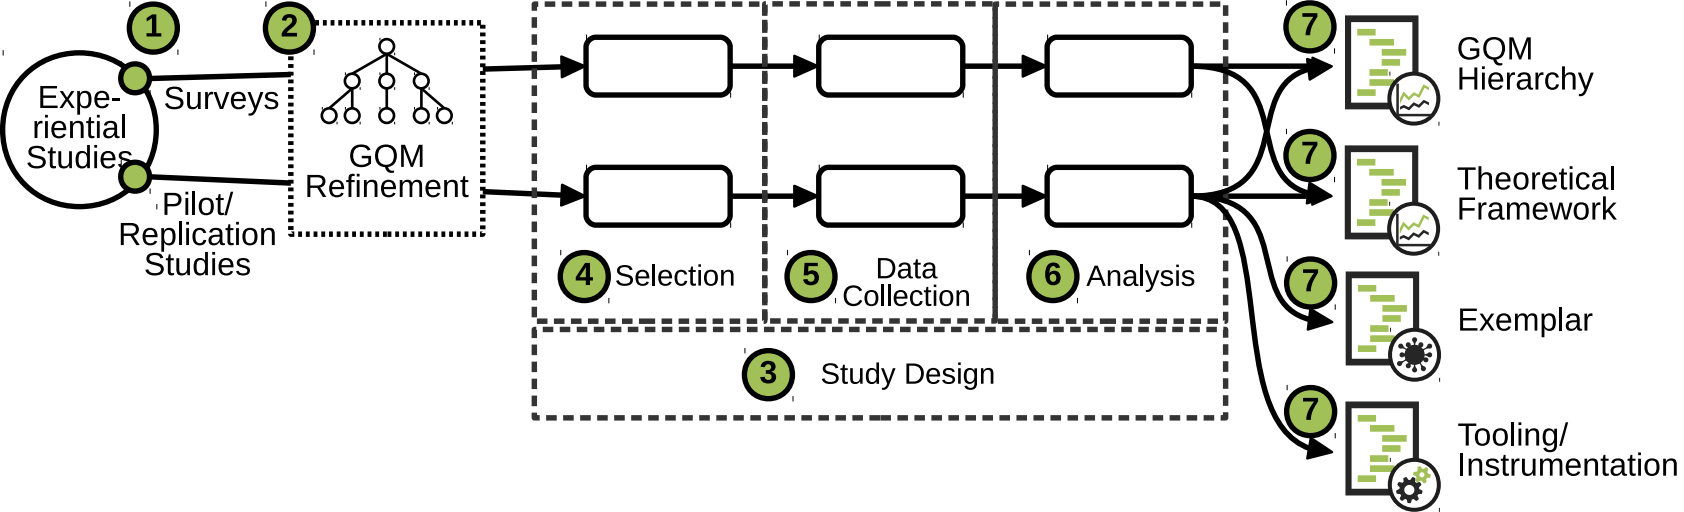 1
2
Expe-
riential
Studies
Surveys
Pilot/
Replication
Studies
GQM
Refinement
4 Selection
5 Data
Collection
6 Analysis
3 Study Design
7
GQM
Hierarchy
7
Theoretical
Framework
7
Exemplar
7
Tooling/
Instrumentation